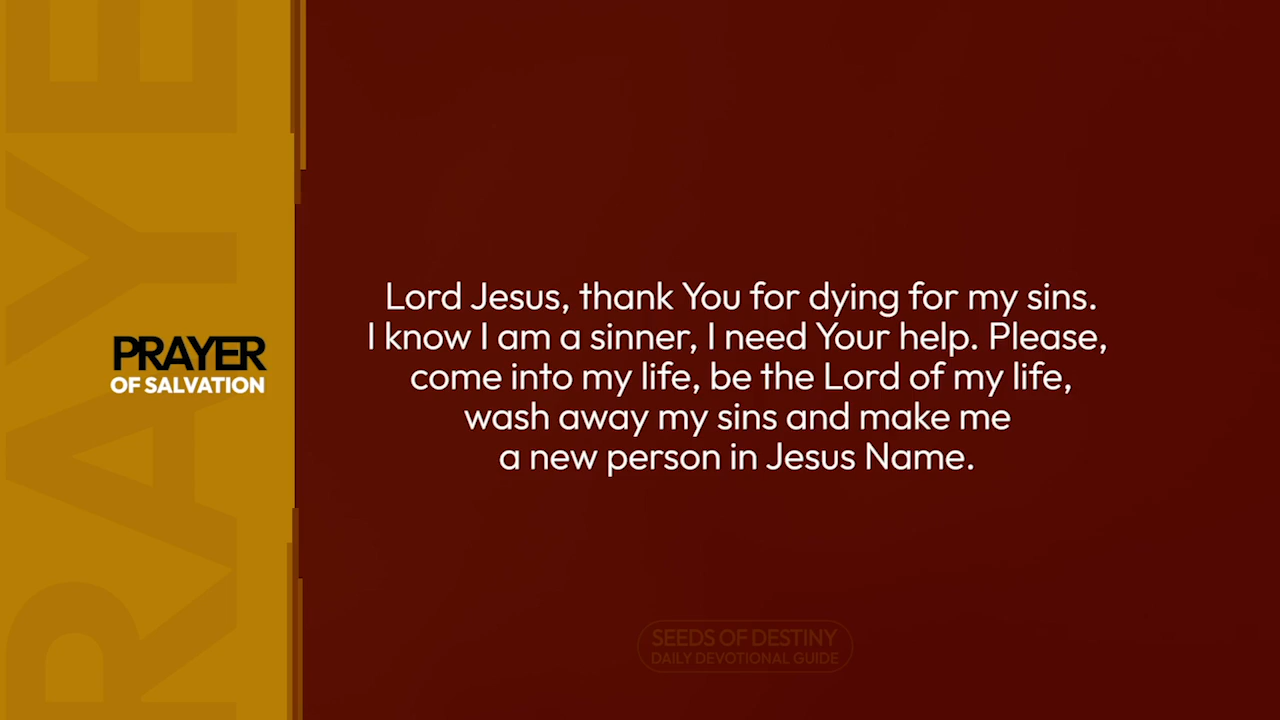 PRAYER
OF SALVATION
Lord Jesus, thank You for dying for my sins.
I know I am a sinner, I need Your help. Please,
come into my life, be the Lord of my life,
wash away my sins and make me
a new person in Jesus Name.
SEEDS OF DESTINY
DAILY DEVOTIONAL GUIDE